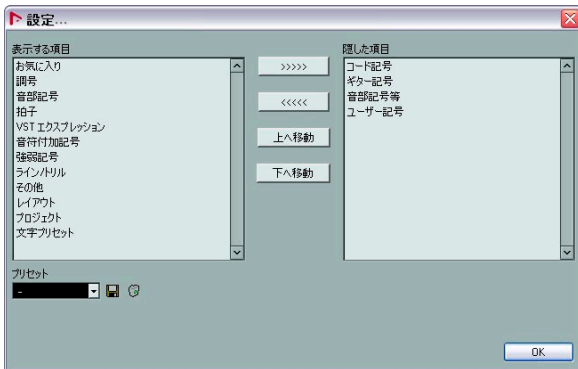 設定...
表示する項目
お気に入り
調号
音部記号
拍子
VST エクスプレッション
音符付加記号
強弱記号
ライン/トリル
その他
レイアウト
プロジェクト
文字プリセット
>>>>>
<<<<<
上へ移動
下へ移動
隠した項目
コード記号
ギター記号
音部記号等
ユーザー記号
プリセット
-
OK